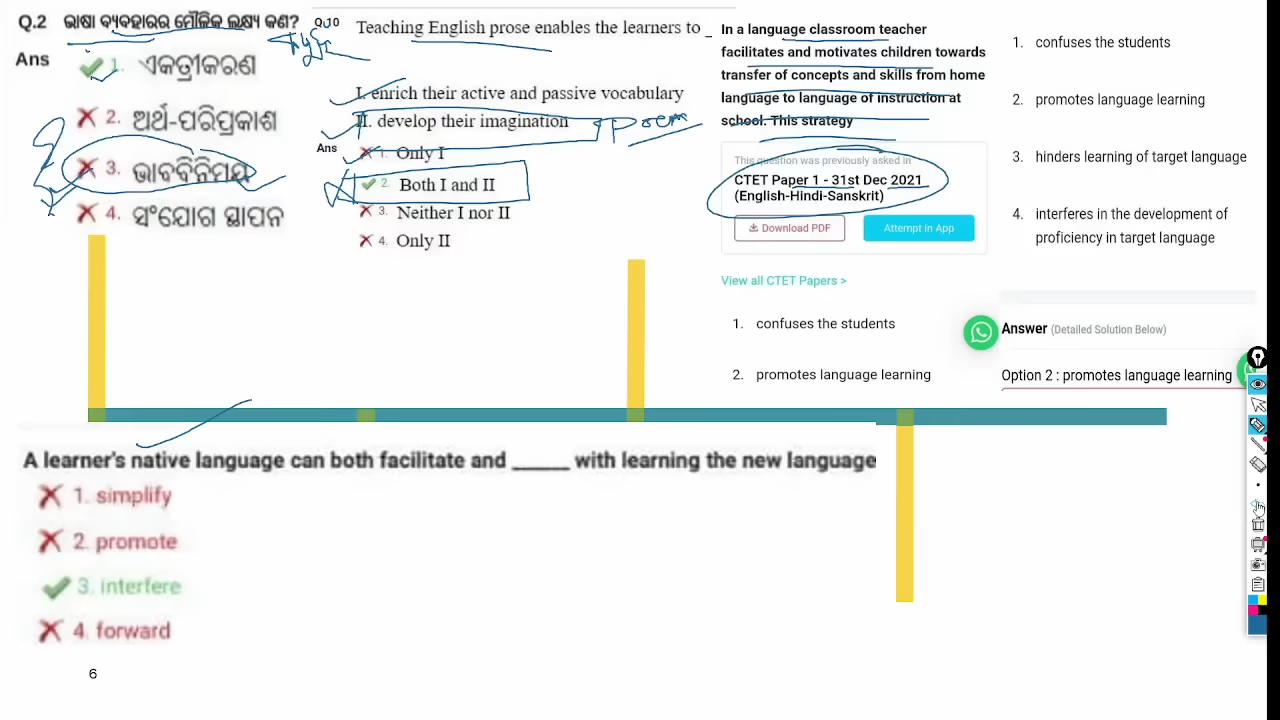 Q.2 ଭାଷା ବ୍ୟବହାରର ମୌଳିକ ଲକ୍ଷ୍ୟ କଣ?
Ans
1. ଏକତ୍ରୀକରଣ
2. ଅର୍ଥ-ପରିପ୍ରକାଶ
3. ଭାବବିନିମୟ
4. ସଂଯୋଗ ସ୍ଥାପନ
Q.10
Teaching English prose enables the learners to _
I. enrich their active and passive vocabulary
II. develop their imagination
Poem
Ans
1. Only I
2. Both I and II
3. Neither I nor II
4. Only II
In a language classroom teacher
facilitates and motivates children towards
transfer of concepts and skills from home
language to language of instruction at
school. This strategy
This question was previously asked in
CTET Paper 1 - 31st Dec 2021
(English-Hindi-Sanskrit)
Download PDF
Attempt in App
View all CTET Papers >
1. confuses the students
2. promotes language learning
1. confuses the students
2. promotes language learning
3. hinders learning of target language
4. interferes in the development of
proficiency in target language
Answer (Detailed Solution Below)
Option 2 : promotes language learning
A learner's native language can both facilitate and _____ with learning the new language
1. simplify
2. promote
3. interfere
4. forward
6